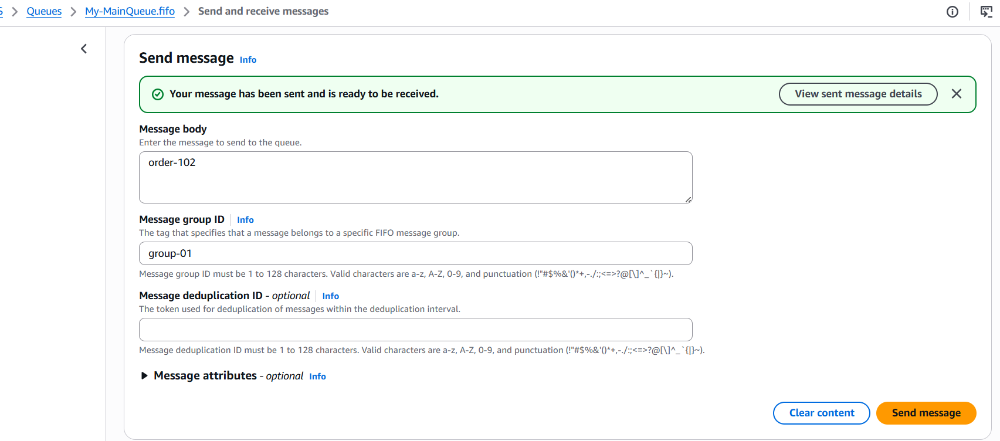 S > Queues > My-MainQueue.fifo > Send and receive messages
Send message Info
Your message has been sent and is ready to be received.
View sent message details
Message body
Enter the message to send to the queue.
order-102
Message group ID Info
The tag that specifies that a message belongs to a specific FIFO message group.
group-01
Message group ID must be 1 to 128 characters. Valid characters are a-z, A-Z, 0-9, and punctuation (!"#$%&'()*+,-./:;<=>?@[\]^_`{|}~).
Message deduplication ID - optional Info
The token used for deduplication of messages within the deduplication interval.
Message deduplication ID must be 1 to 128 characters. Valid characters are a-z, A-Z, 0-9, and punctuation (!"#$%&'()*+,-./:;<=>?@[\]^_`{|}~).
Message attributes - optional Info
Clear content
Send message